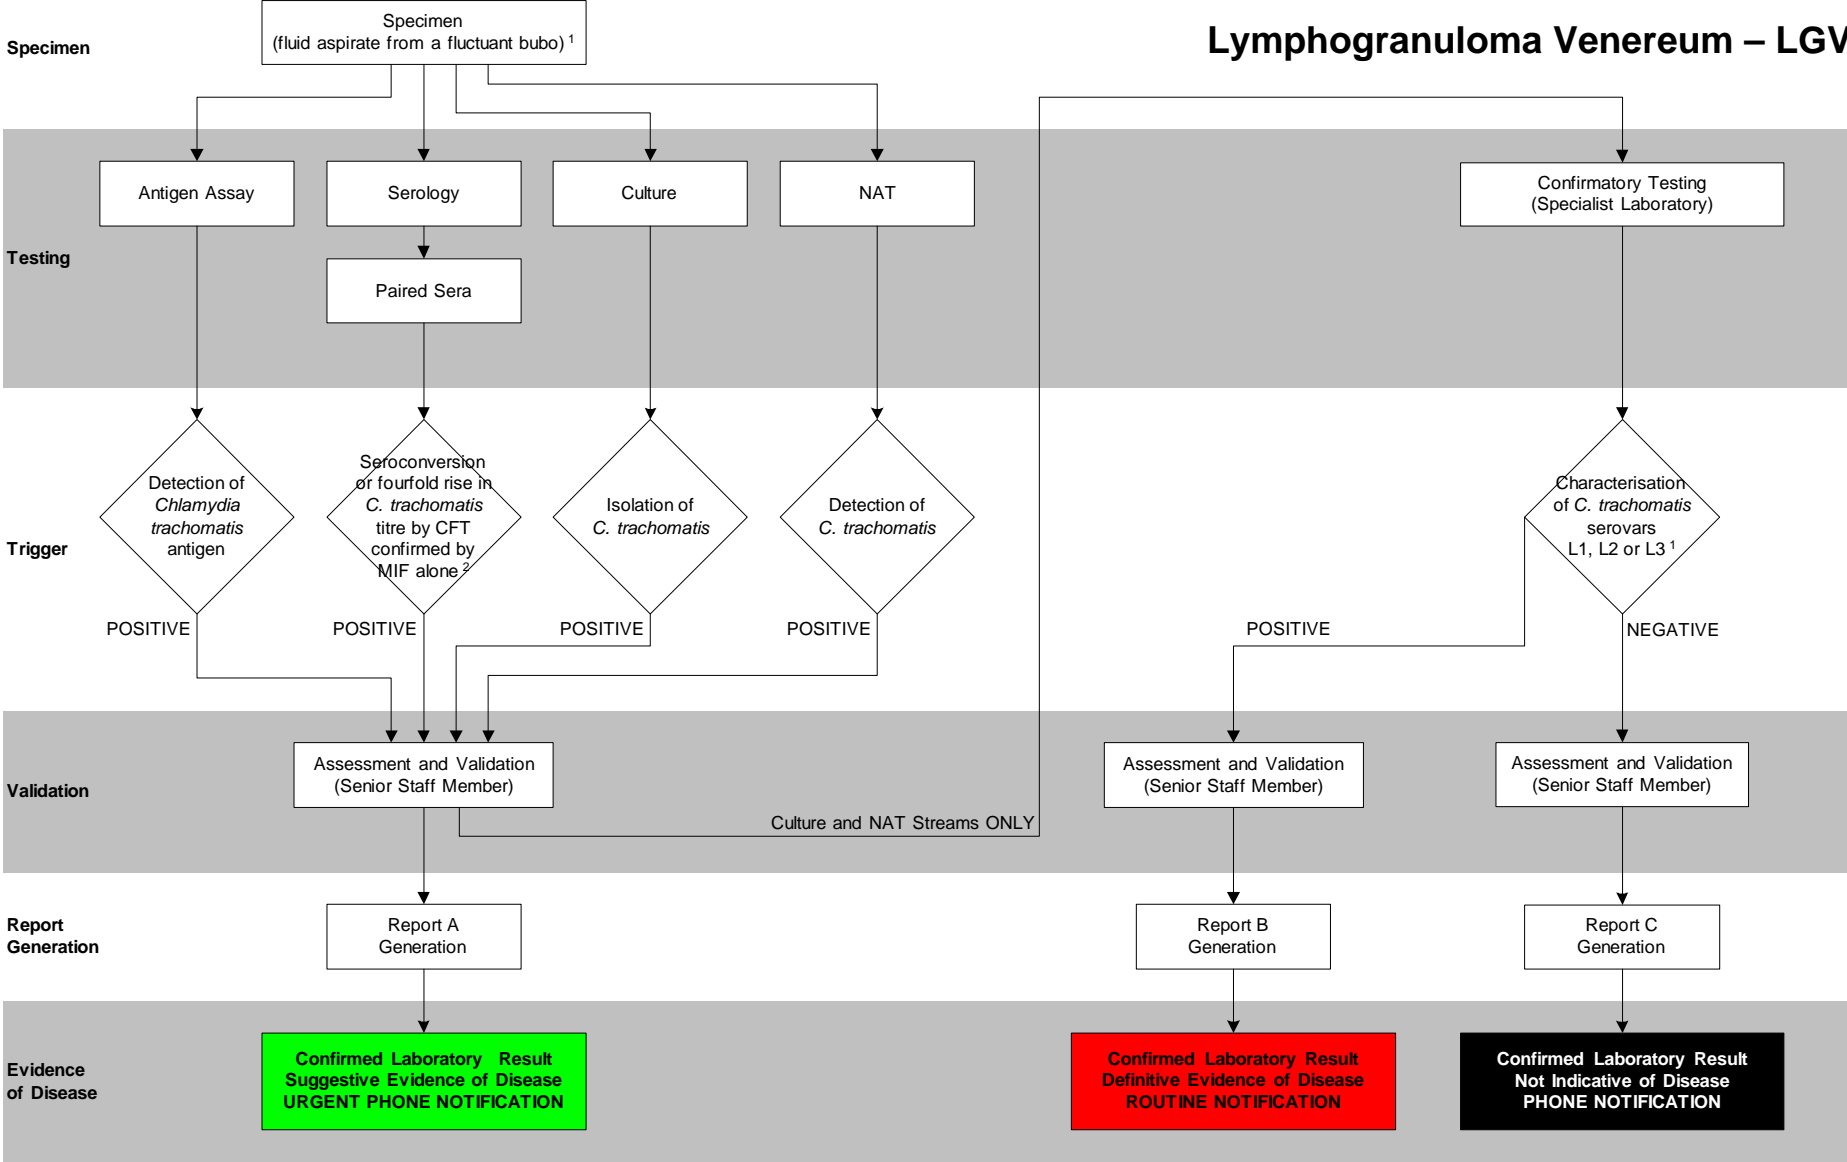 Lymphogranuloma Venereum – LGV
Specimen
Specimen
(fluid aspirate from a fluctuant bubo) 1
Testing
Antigen Assay
Serology
Culture
NAT
Confirmatory Testing
(Specialist Laboratory)
Paired Sera
Trigger
Detection of
Chlamydia
trachomatis
antigen
Seroconversion
or fourfold rise in
C. trachomatis
titre by CFT
confirmed by
MIF alone 2
Isolation of
C. trachomatis
Detection of
C. trachomatis
Characterisation
of C. trachomatis
serovars
L1, L2 or L3 1
POSITIVE
POSITIVE
POSITIVE
POSITIVE
POSITIVE
NEGATIVE
Validation
Assessment and Validation
(Senior Staff Member)
Culture and NAT Streams ONLY
Assessment and Validation
(Senior Staff Member)
Assessment and Validation
(Senior Staff Member)
Report
Generation
Report A
Generation
Report B
Generation
Report C
Generation
Evidence
of Disease
Confirmed Laboratory Result
Suggestive Evidence of Disease
URGENT PHONE NOTIFICATION
Confirmed Laboratory Result
Definitive Evidence of Disease
ROUTINE NOTIFICATION
Confirmed Laboratory Result
Not Indicative of Disease
PHONE NOTIFICATION